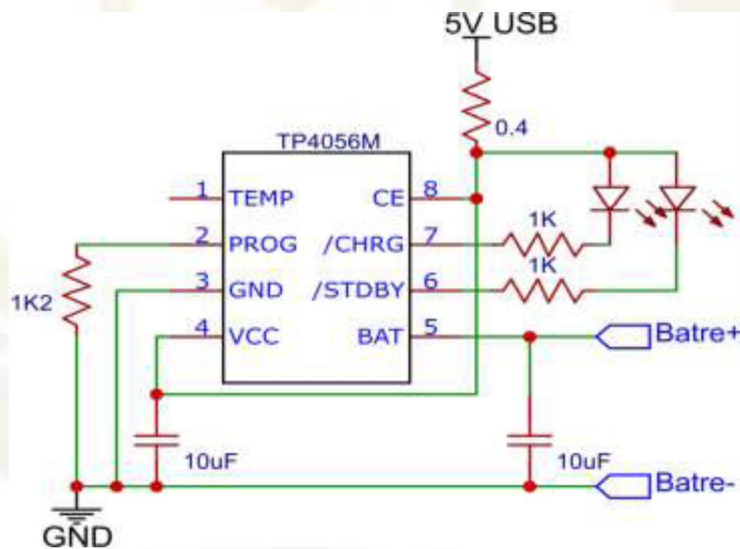 5V USB
0.4
TP4056M
1 TEMP CE 8
2 PROG /CHRG 7 1K
3 GND /STDBY 6 1K
1K2
4 VCC BAT 5 Batre+
10uF 10uF
Batre-
GND